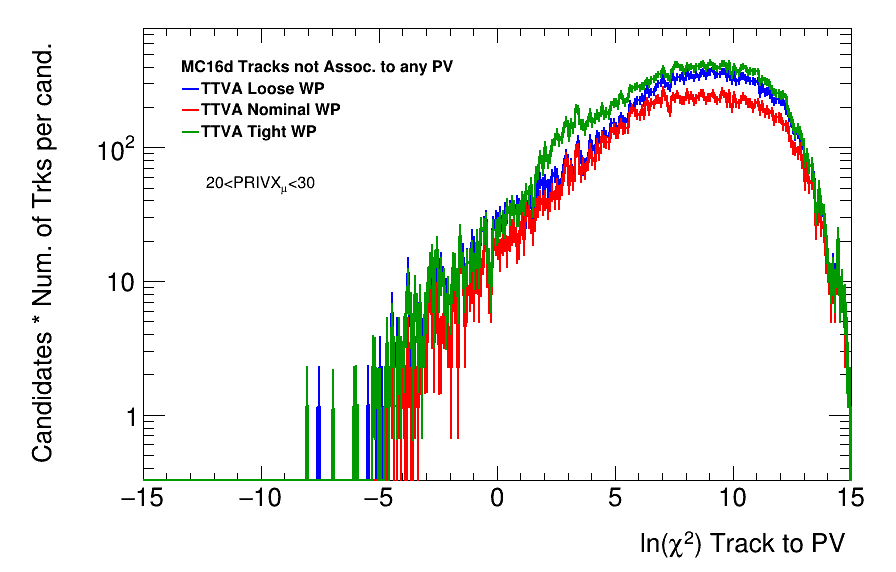 Candidates * Num. of Trks per cand.
MC16d Tracks not Assoc. to any PV
TTVA Loose WP
TTVA Nominal WP
TTVA Tight WP
20<PRIVXμ<30
10²
10
1
−15 −10 −5 0 5 10 15
ln(χ²) Track to PV